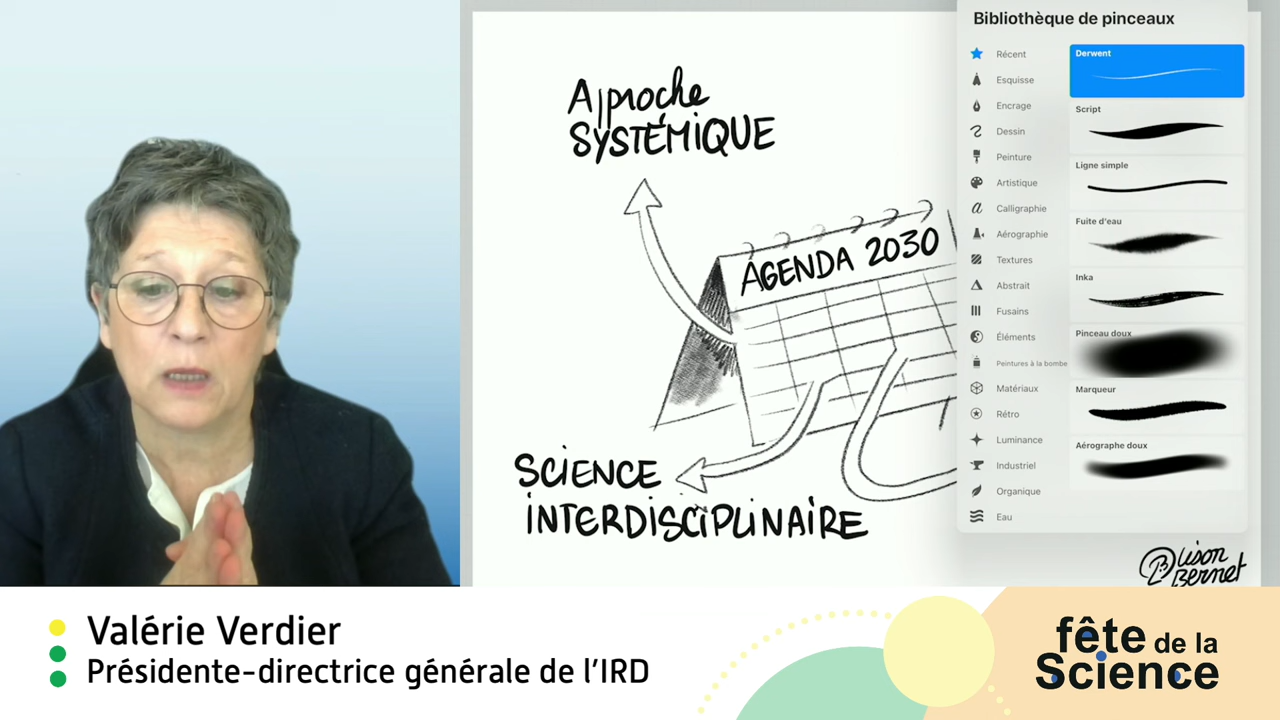 Approche
SYSTÉMIQUE
AGENDA 2030
SCIENCE
INTERDISCIPLINAIRE
Bibliothèque de pinceaux
Récent
Esquisse
Encrage
Dessin
Peinture
Artistique
Calligraphie
Aérographie
Textures
Abstrait
Fusains
Éléments
Peintures à la bombe
Matériaux
Rétro
Luminance
Industriel
Organique
Eau
Derwent
Script
Ligne simple
Fuite d'eau
Inka
Pinceau doux
Marqueur
Aérographe doux
Alison
Bernet
Valérie Verdier
Présidente-directrice générale de l'IRD
fête de la
Science